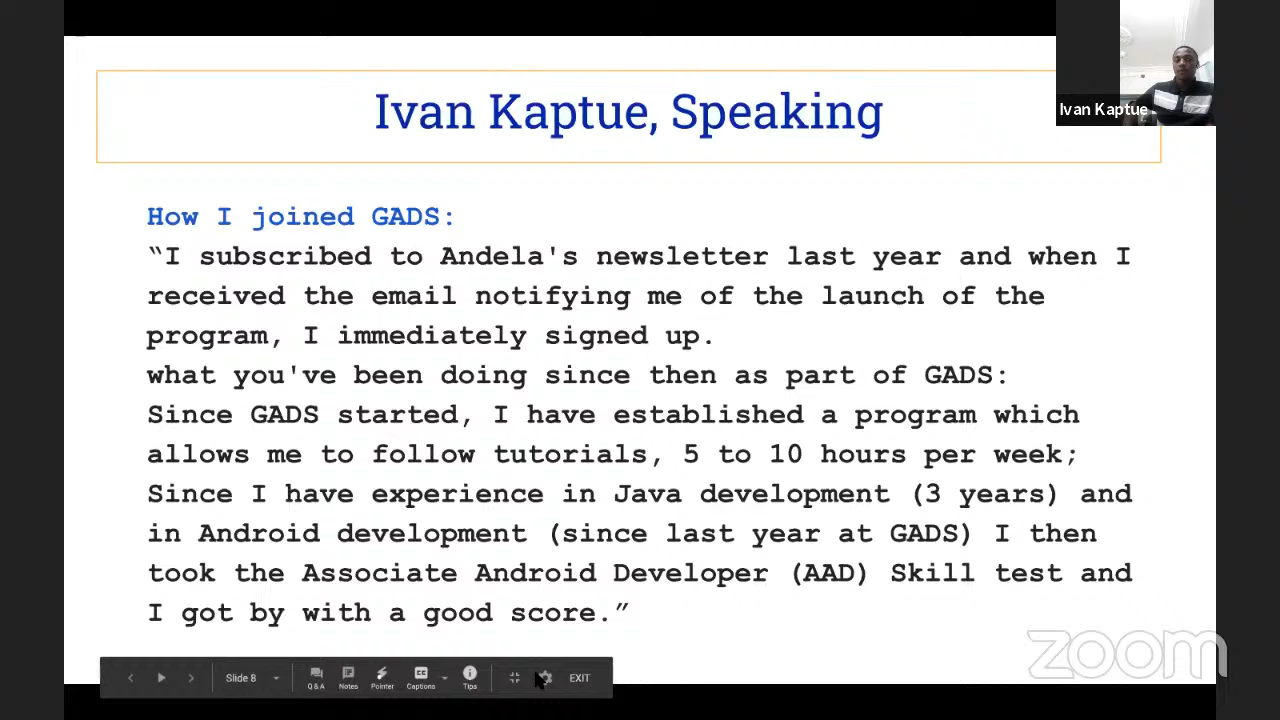 Ivan Kaptue, Speaking
Ivan Kaptue
How I joined GADS:
“I subscribed to Andela's newsletter last year and when I
received the email notifying me of the launch of the
program, I immediately signed up.
what you've been doing since then as part of GADS:
Since GADS started, I have established a program which
allows me to follow tutorials, 5 to 10 hours per week;
Since I have experience in Java development (3 years) and
in Android development (since last year at GADS) I then
took the Associate Android Developer (AAD) Skill test and
I got by with a good score.”
zoom
Slide 8
Q & A
Notes
Pointer
Captions
Tips
EXIT